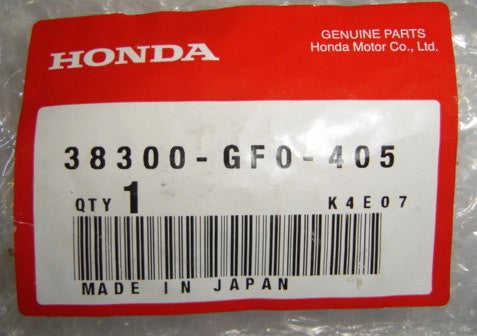 HONDA
GENUINE PARTS
Honda Motor Co., Ltd.
38300-GF0-405
QTY 1
K4E07
MADE IN JAPAN